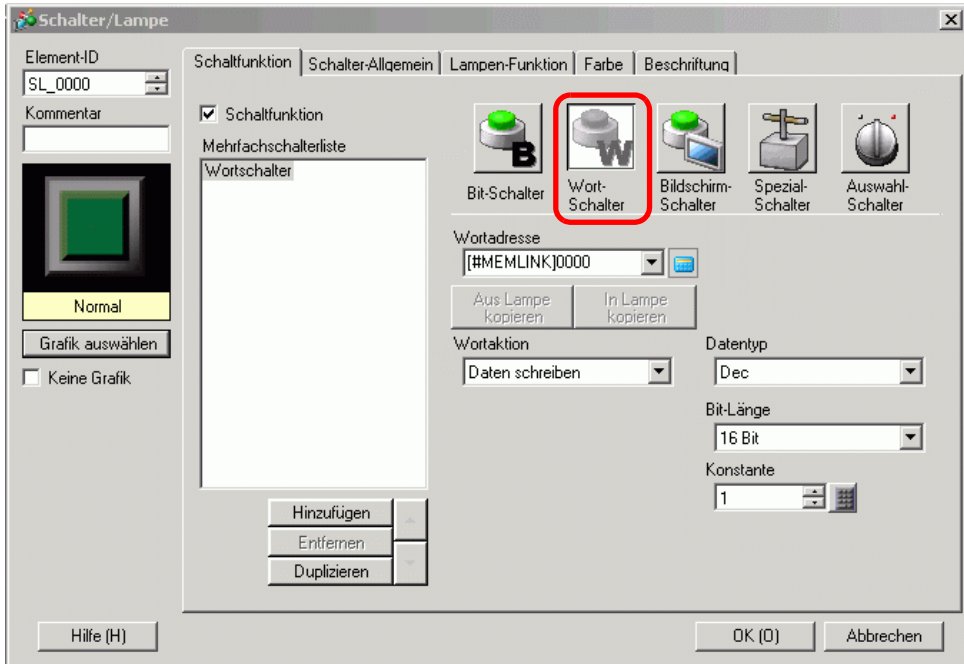 Schalter/Lampe
Element-ID
SL_0000
Kommentar
Normal
Grafik auswählen
Keine Grafik
Schaltfunktion
Schalter-Allgemein
Lampen-Funktion
Farbe
Beschriftung
Schaltfunktion
Mehrfachschalterliste
Wortschalter
Hinzufügen
Entfernen
Duplizieren
B
Bit-Schalter
W
Wort-
Schalter
Bildschirm-
Schalter
Spezial-
Schalter
Auswahl-
Schalter
Wortadresse
[#MEMLINK]0000
Aus Lampe
kopieren
In Lampe
kopieren
Wortaktion
Daten schreiben
Datentyp
Dec
Bit-Länge
16 Bit
Konstante
1
Hilfe (H)
OK (O)
Abbrechen